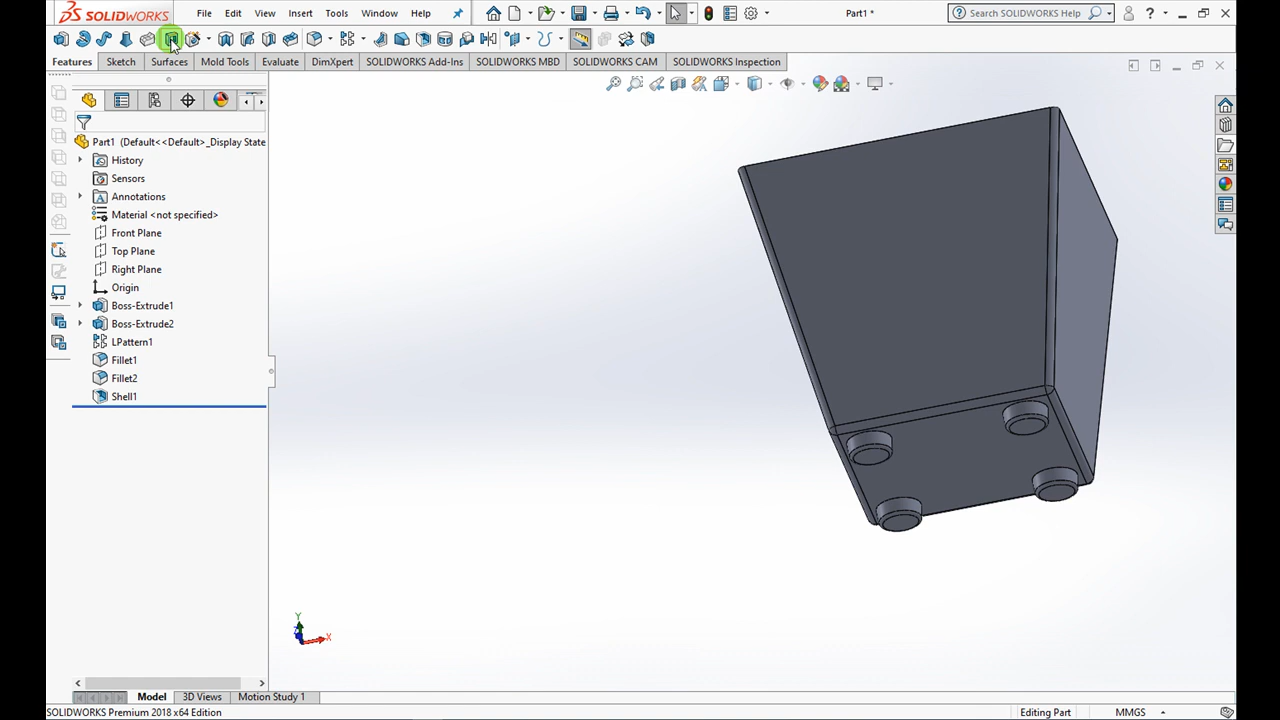 SOLIDWORKS File Edit View Insert Tools Window Help Part1 * Search SOLIDWORKS Help ?
Features Sketch Surfaces Mold Tools Evaluate DimXpert SOLIDWORKS Add-Ins SOLIDWORKS MBD SOLIDWORKS CAM SOLIDWORKS Inspection
Part1 (Default<<Default>_Display State
History
Sensors
Annotations
Material <not specified>
Front Plane
Top Plane
Right Plane
Origin
Boss-Extrude1
Boss-Extrude2
LPattern1
Fillet1
Fillet2
Shell1
Y
X
Model 3D Views Motion Study 1
SOLIDWORKS Premium 2018 x64 Edition Editing Part MMGS